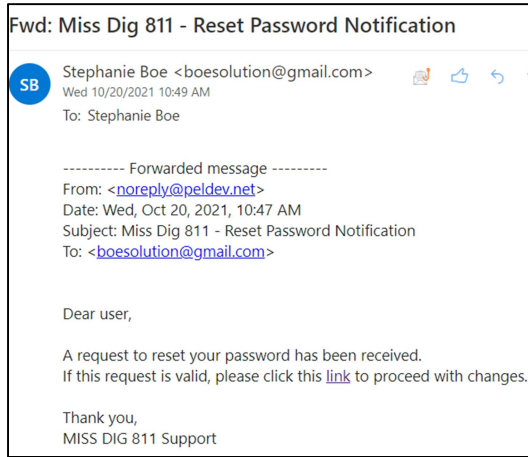 Fwd: Miss Dig 811 - Reset Password Notification
SB
Stephanie Boe <boesolution@gmail.com>
Wed 10/20/2021 10:49 AM
To: Stephanie Boe
---------- Forwarded message ---------
From: <noreply@peldev.net>
Date: Wed, Oct 20, 2021, 10:47 AM
Subject: Miss Dig 811 - Reset Password Notification
To: <boesolution@gmail.com>
Dear user,
A request to reset your password has been received.
If this request is valid, please click this link to proceed with changes.
Thank you,
MISS DIG 811 Support